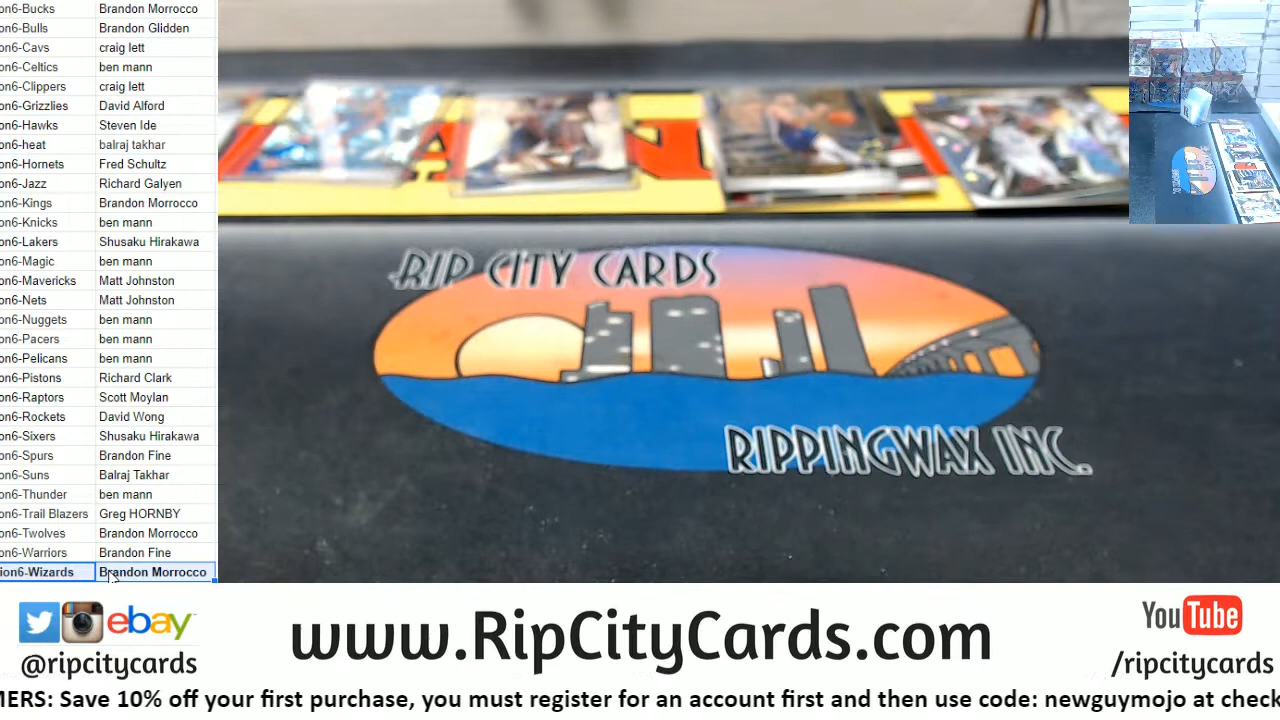 on6-Bucks Brandon Morrocco
on6-Bulls Brandon Glidden
on6-Cavs craig lett
on6-Celtics ben mann
on6-Clippers craig lett
on6-Grizzlies David Alford
on6-Hawks Steven Ide
on6-heat balraj takhar
on6-Hornets Fred Schultz
on6-Jazz Richard Galyen
on6-Kings Brandon Morrocco
on6-Knicks ben mann
on6-Lakers Shusaku Hirakawa
on6-Magic ben mann
on6-Mavericks Matt Johnston
on6-Nets Matt Johnston
on6-Nuggets ben mann
on6-Pacers ben mann
on6-Pelicans ben mann
on6-Pistons Richard Clark
on6-Raptors Scott Moylan
on6-Rockets David Wong
on6-Sixers Shusaku Hirakawa
on6-Spurs Brandon Fine
on6-Suns Balraj Takhar
on6-Thunder ben mann
on6-Trail Blazers Greg HORNBY
on6-Twolves Brandon Morrocco
on6-Warriors Brandon Fine
ion6-Wizards Brandon Morrocco
RIP CITY CARDS
RIPPINGWAX INC.
ebay
@ripcitycards
www.RipCityCards.com
YouTube
/ripcitycards
MERS: Save 10% off your first purchase, you must register for an account first and then use code: newguymojo at check